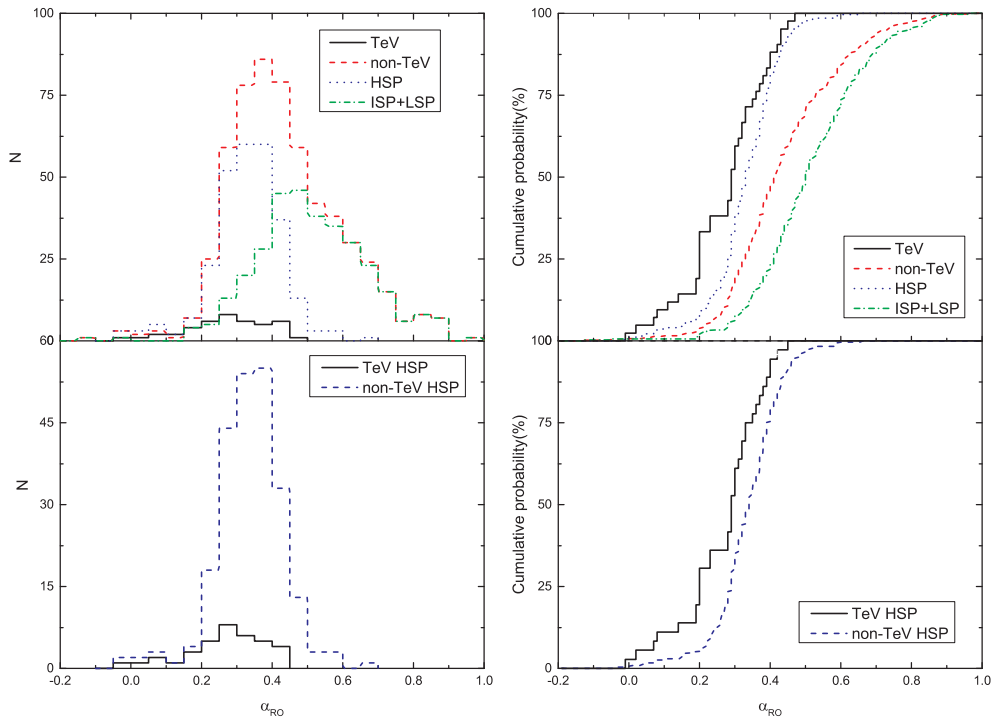 100
75
50
25
60
N
TeV
non-TeV
HSP
ISP+LSP
100
75
50
25
100
Cumulative probability(%)
TeV
non-TeV
HSP
ISP+LSP
45
30
15
0
N
TeV HSP
non-TeV HSP
-0.2 0.0 0.2 0.4 0.6 0.8 1.0
α_RO
75
50
25
0
Cumulative probability(%)
TeV HSP
non-TeV HSP
-0.2 0.0 0.2 0.4 0.6 0.8 1.0
α_RO